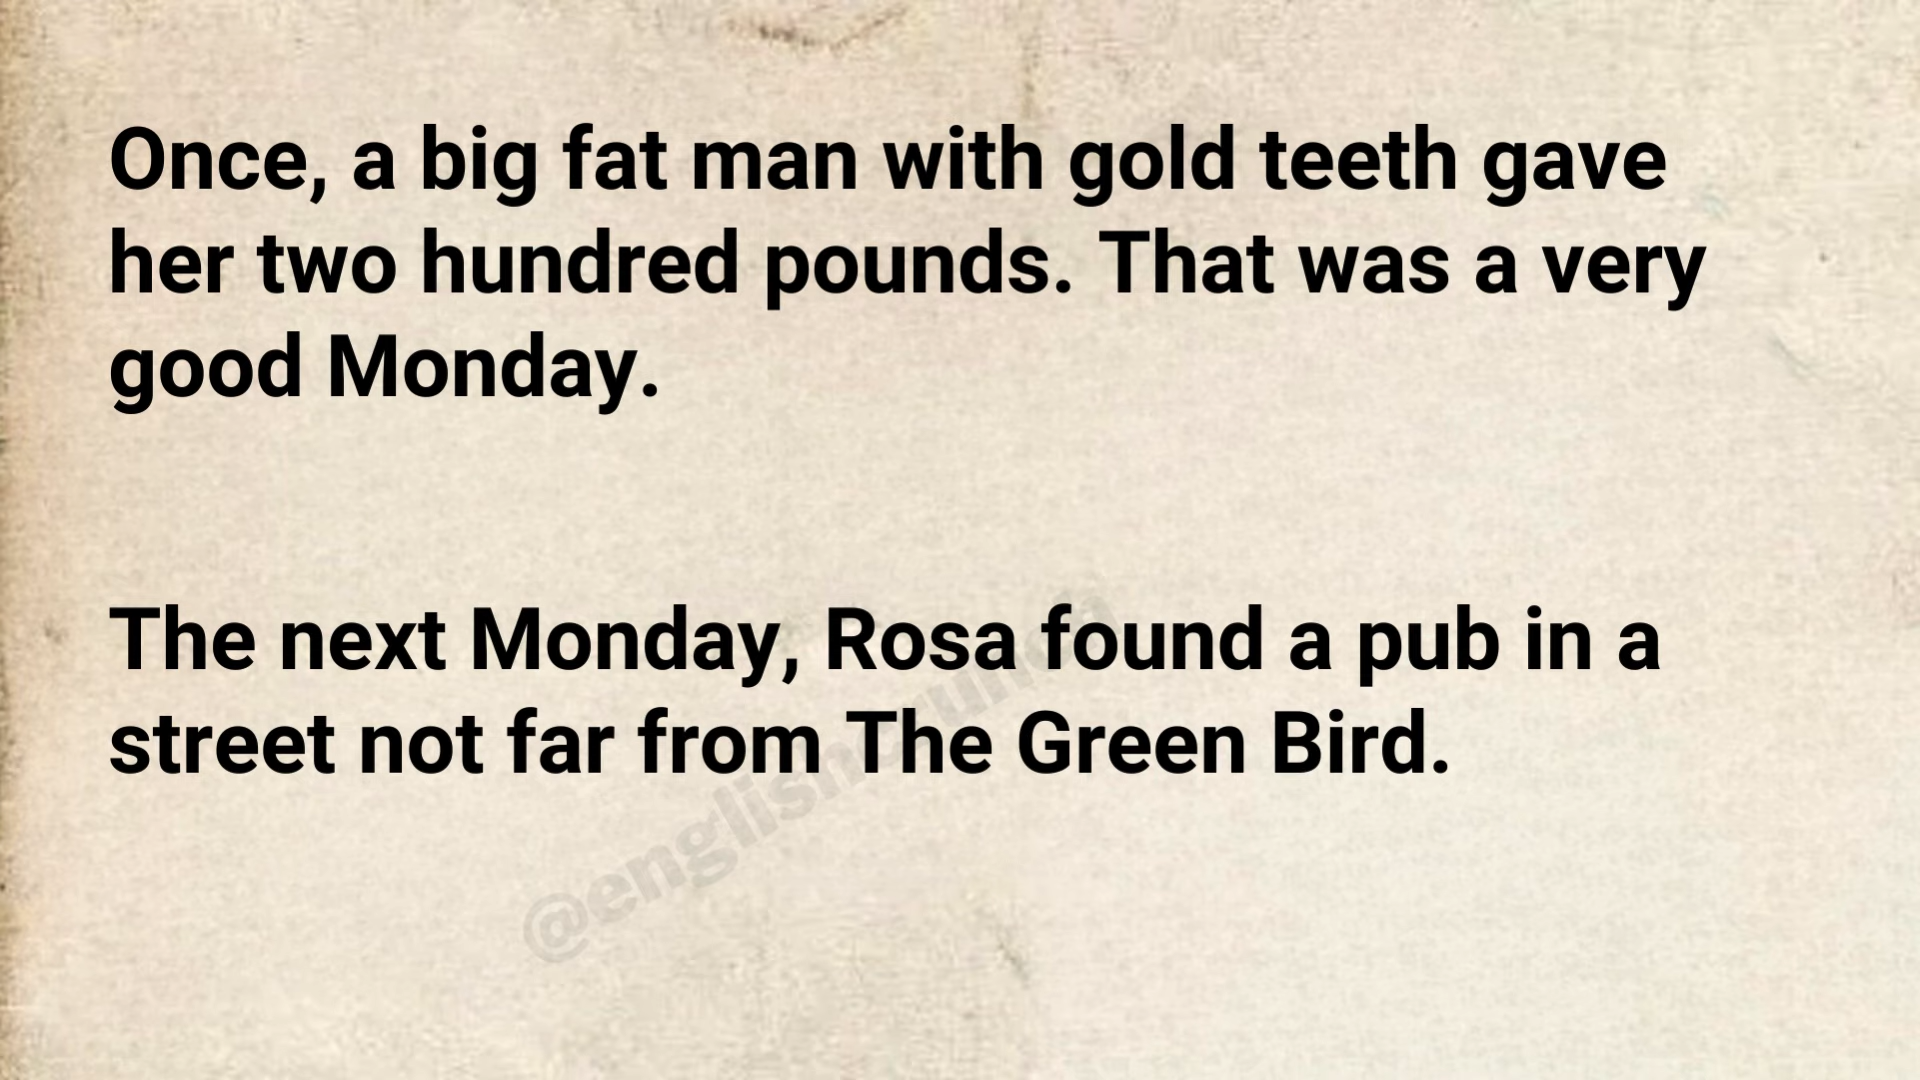 Once, a big fat man with gold teeth gave
her two hundred pounds. That was a very
good Monday.
The next Monday, Rosa found a pub in a
street not far from The Green Bird.